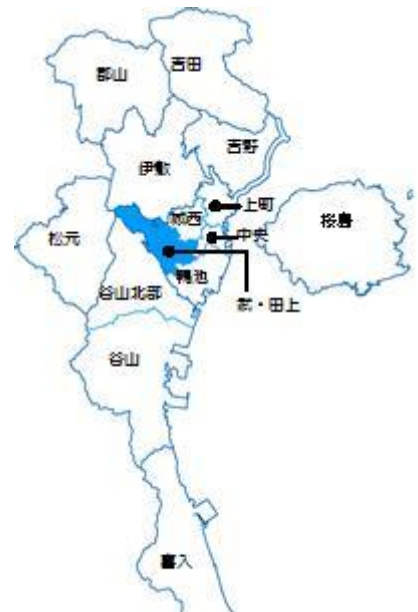 吉田
郡山
吉野
伊敷
城西
上町
桜島
松元
中央
鴨池
谷山北部
武・田上
谷山
喜入